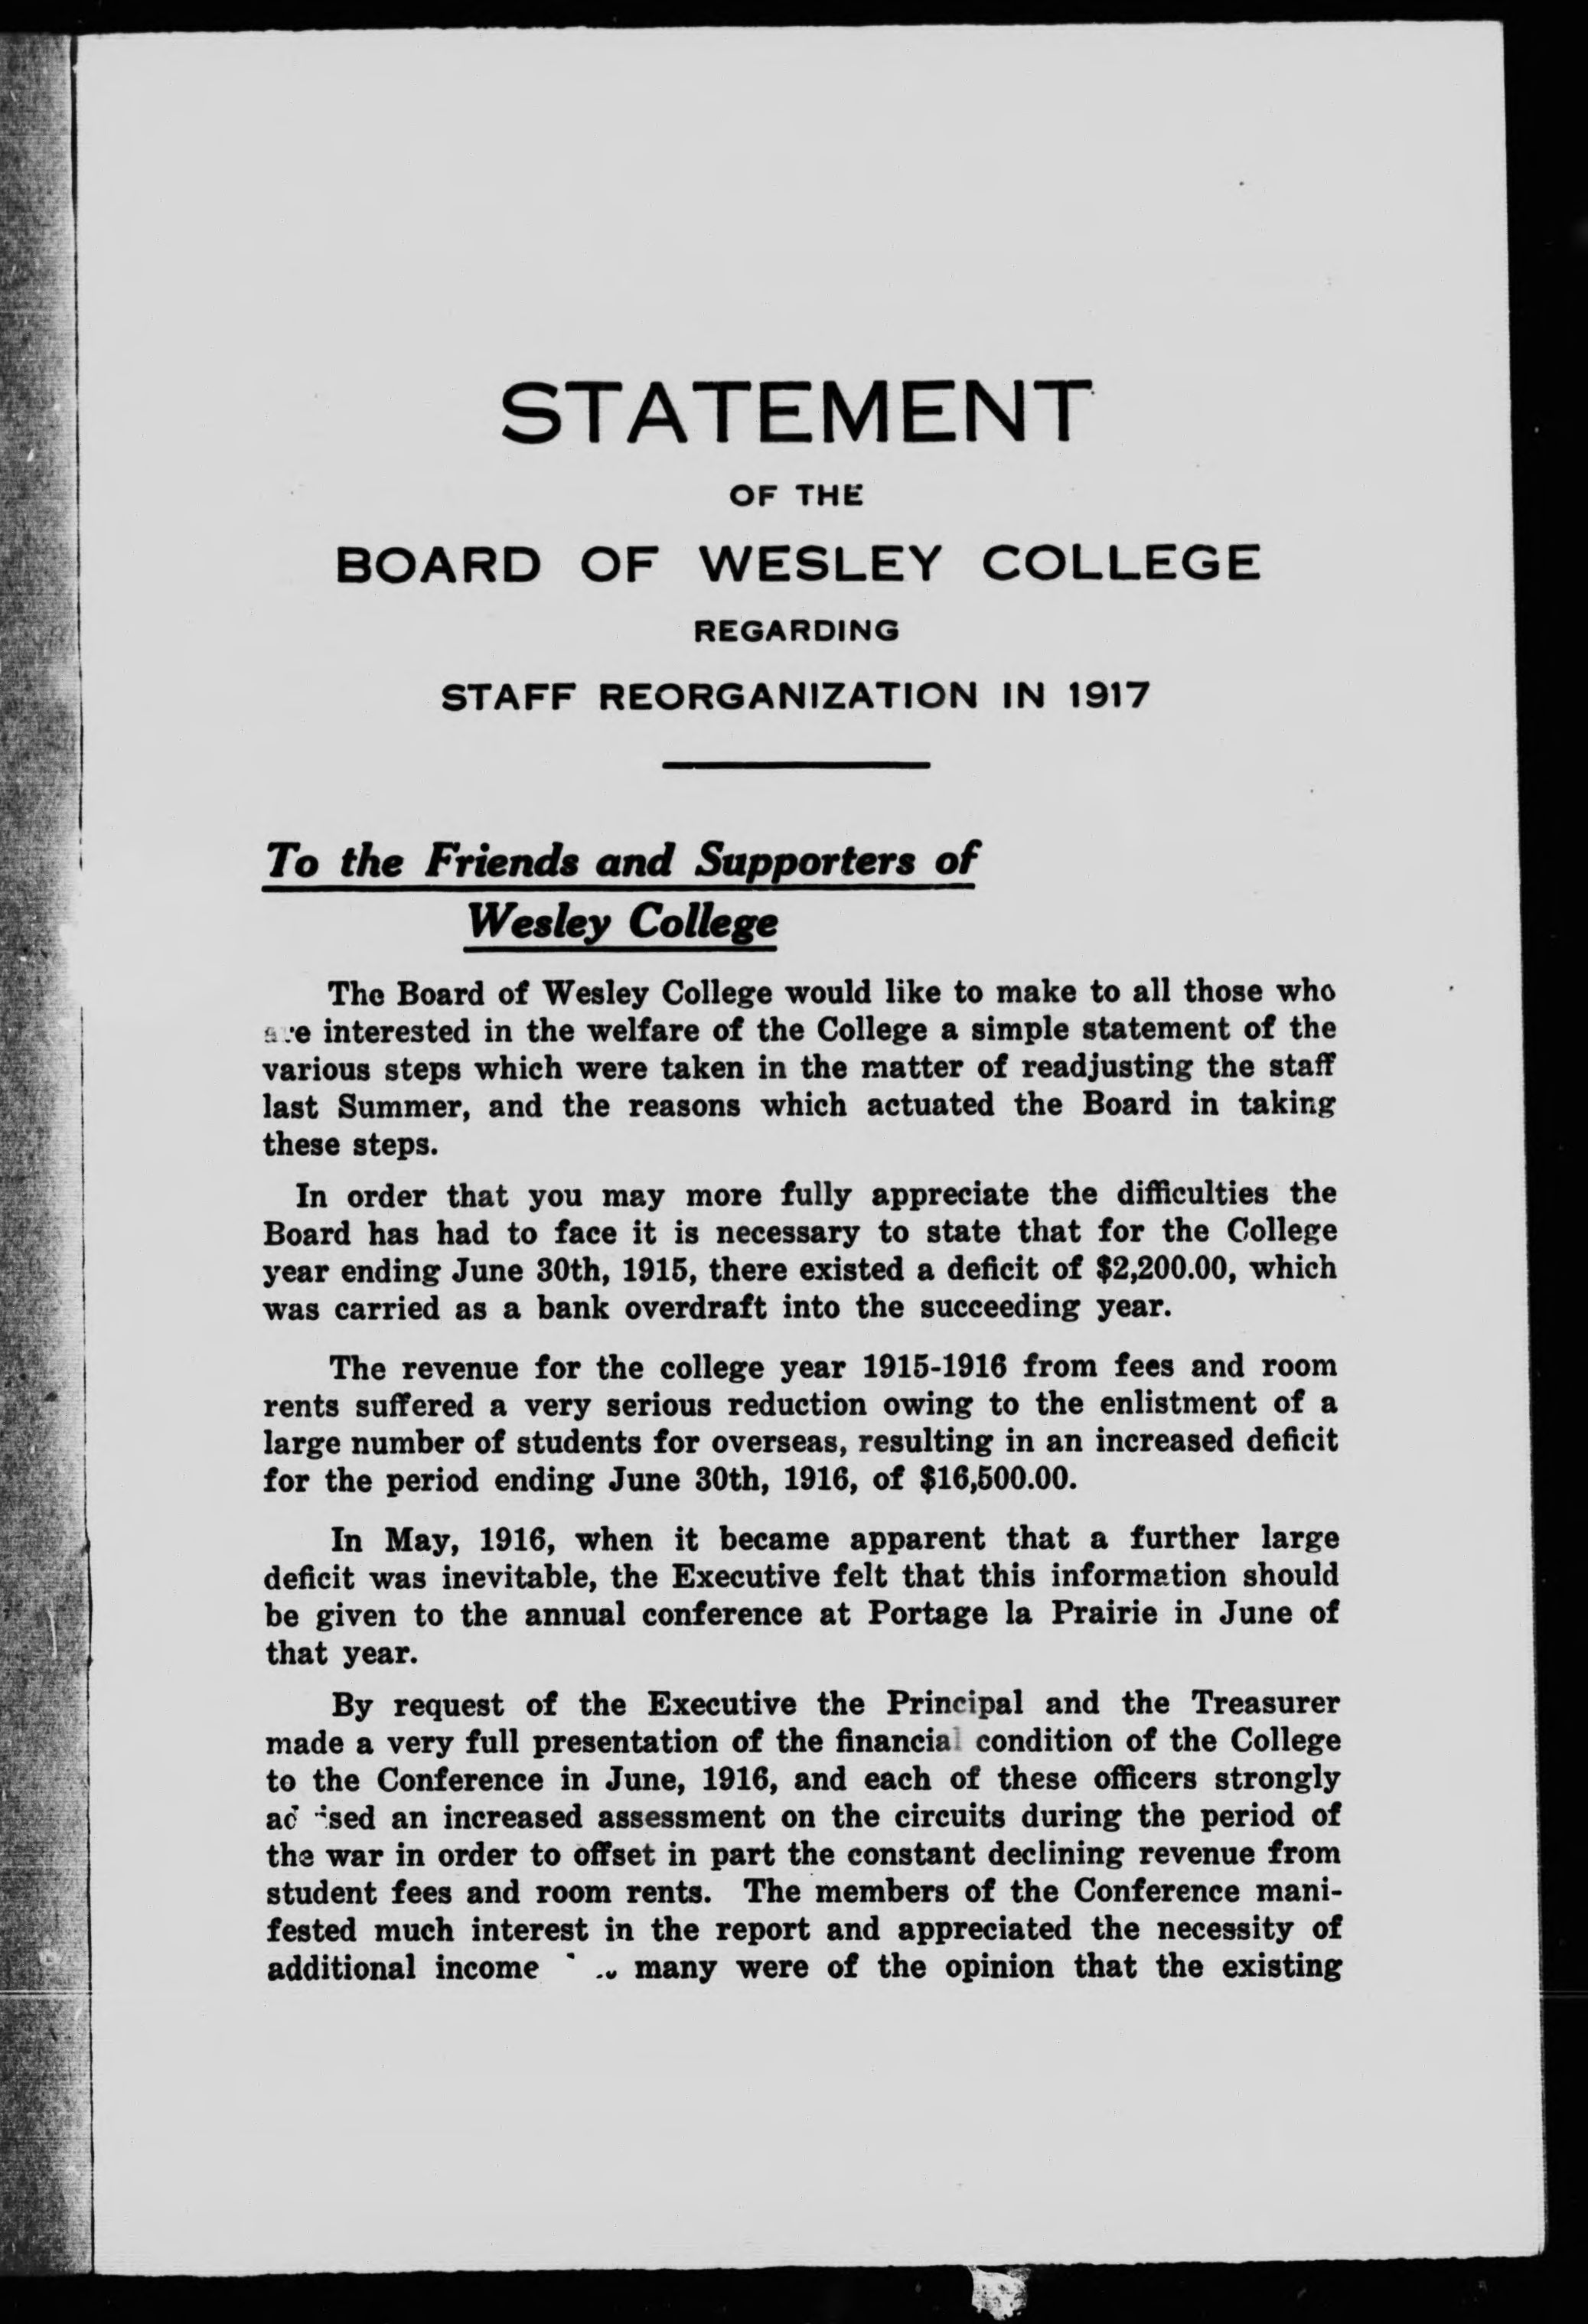 STATEMENT
OF THE
BOARD OF WESLEY COLLEGE
REGARDING
STAFF REORGANIZATION IN 1917
To the Friends and Supporters of
Wesley College
The Board of Wesley College would like to make to all those who
are interested in the welfare of the College a simple statement of the
various steps which were taken in the matter of readjusting the staff
last Summer, and the reasons which actuated the Board in taking
these steps.
In order that you may more fully appreciate the difficulties the
Board has had to face it is necessary to state that for the College
year ending June 30th, 1915, there existed a deficit of $2,200.00, which
was carried as a bank overdraft into the succeeding year.
The revenue for the college year 1915-1916 from fees and room
rents suffered a very serious reduction owing to the enlistment of a
large number of students for overseas, resulting in an increased deficit
for the period ending June 30th, 1916, of $16,500.00.
In May, 1916, when it became apparent that a further large
deficit was inevitable, the Executive felt that this information should
be given to the annual conference at Portage la Prairie in June of
that year.
By request of the Executive the Principal and the Treasurer
made a very full presentation of the financial condition of the College
to the Conference in June, 1916, and each of these officers strongly
advised an increased assessment on the circuits during the period of
the war in order to offset in part the constant declining revenue from
student fees and room rents. The members of the Conference mani-
fested much interest in the report and appreciated the necessity of
additional income many were of the opinion that the existing